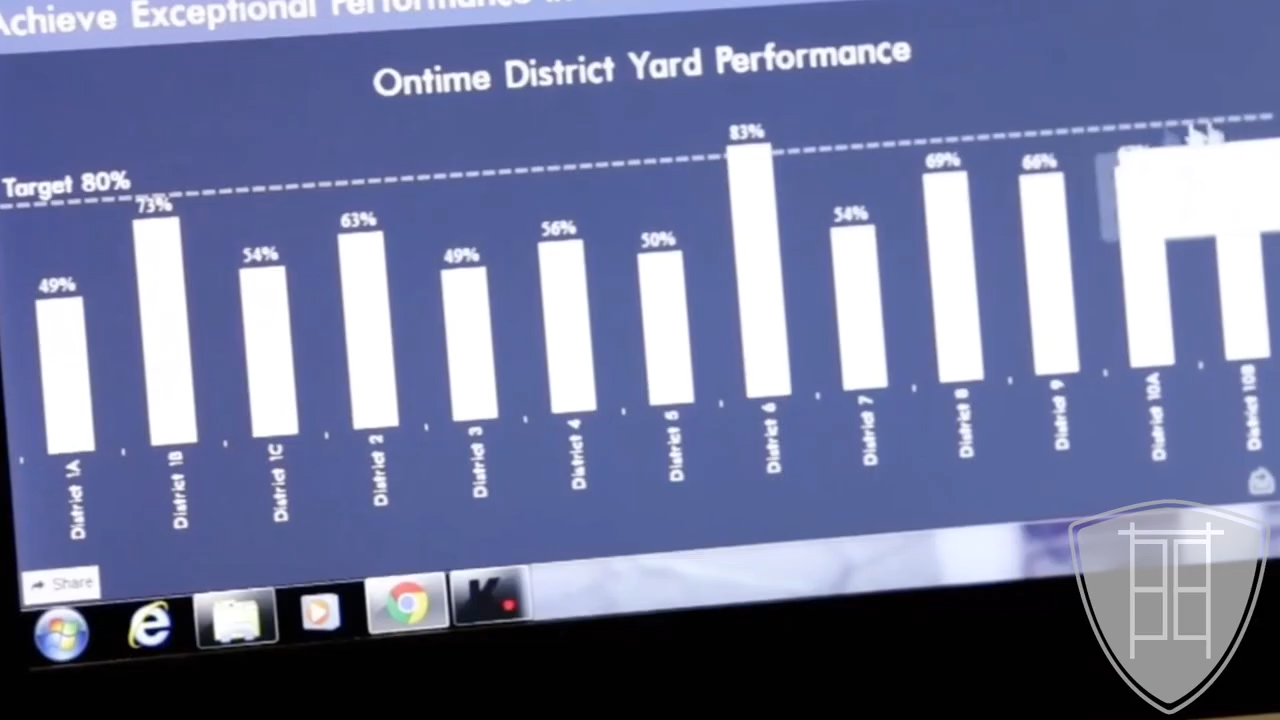 Achieve Exceptional Performance
Ontime District Yard Performance
Target 80%
49%
73%
54%
63%
49%
56%
50%
83%
54%
69%
66%
District 1A
District 1B
District 1C
District 2
District 3
District 4
District 5
District 6
District 7
District 8
District 9
District 10A
District 10B
Share
K